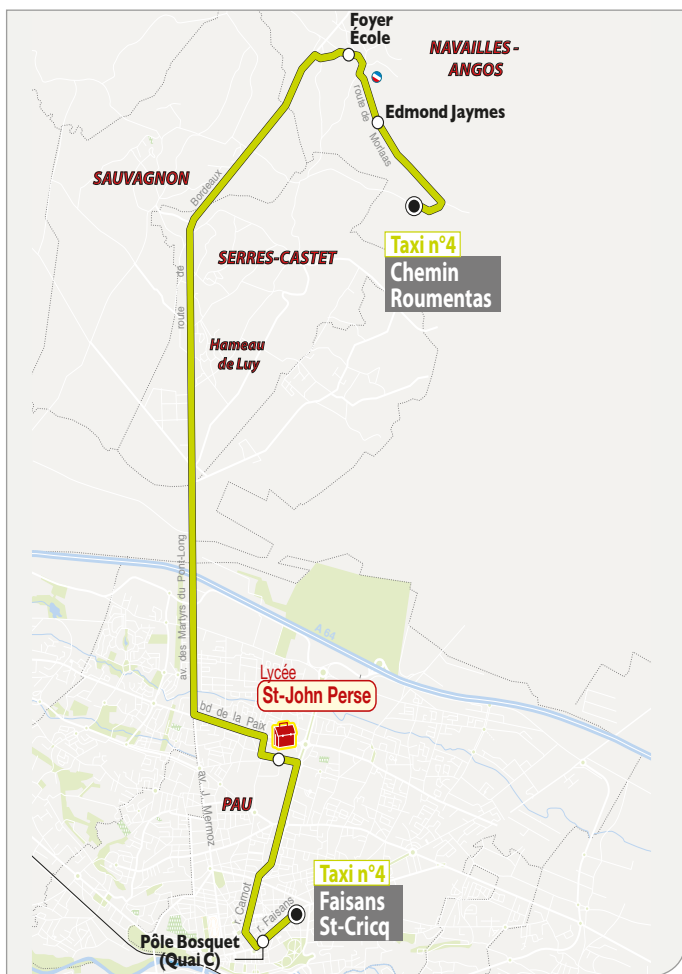 Foyer
École
NAVAILLES -
ANGOS
Edmond Jaymes
route de Morlaas
SAUVAGNON
Bordeaux
route de
SERRES-CASTET
Taxi n°4
Chemin
Roumentas
Hameau
de Luy
av. des Martyrs du Pont-Long
A 64
Lycée
St-John Perse
bd de la Paix
PAU
av. J. Mermoz
Taxi n°4
Faisans
St-Cricq
r. Carnot
r. Faisans
Pôle Bosquet
(Quai C)